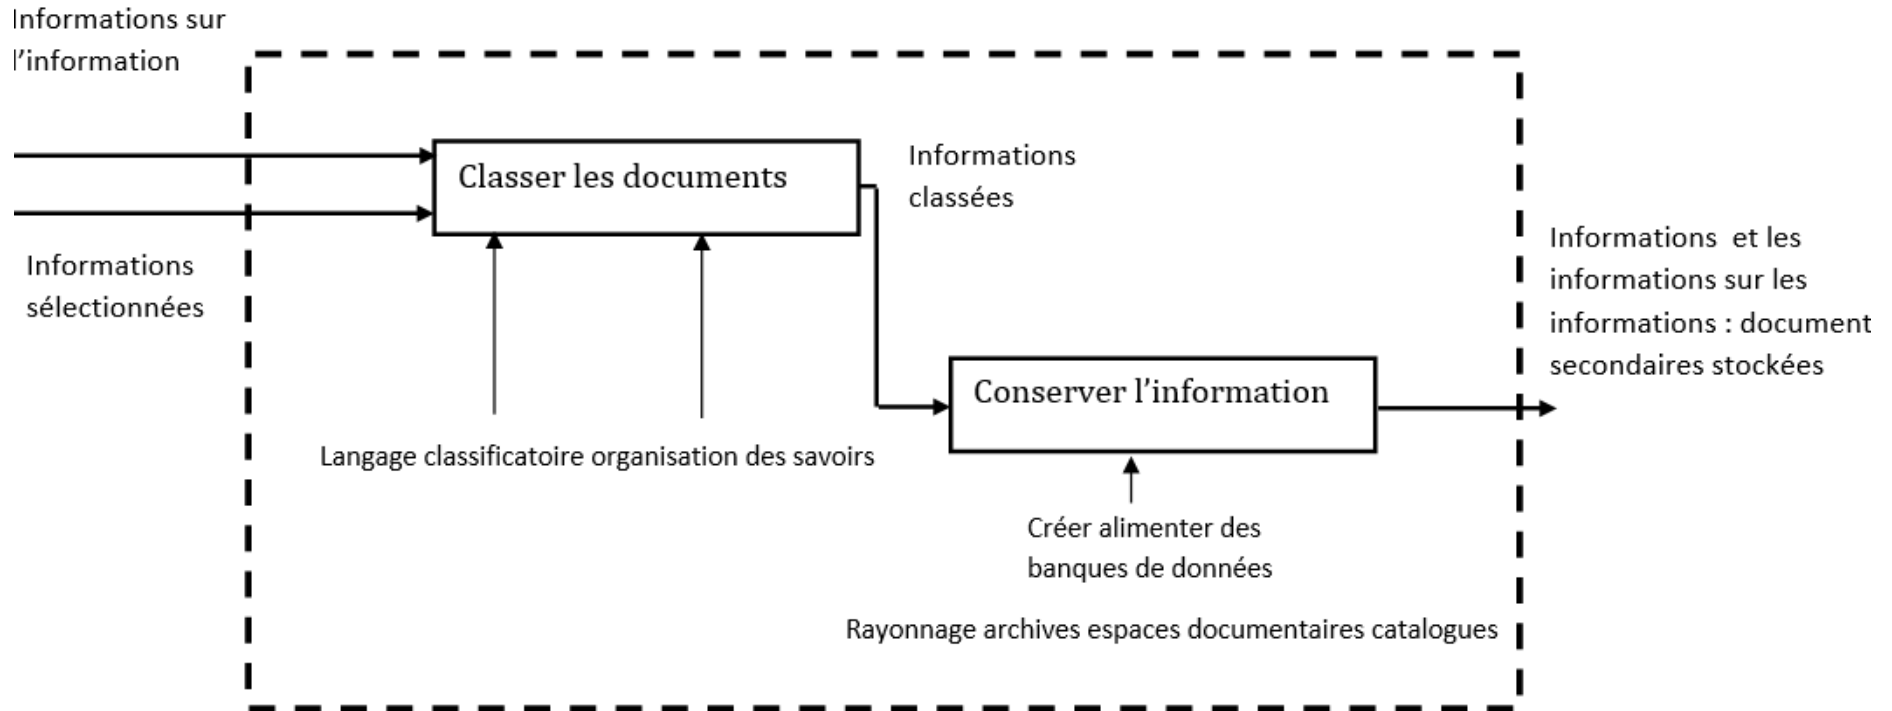 Informations sur
l’information
Classer les documents
Informations
classées
Informations
sélectionnées
Informations et les
informations sur les
informations : document
secondaires stockées
Conserver l’information
Langage classificatoire organisation des savoirs
Créer alimenter des
banques de données
Rayonnage archives espaces documentaires catalogues